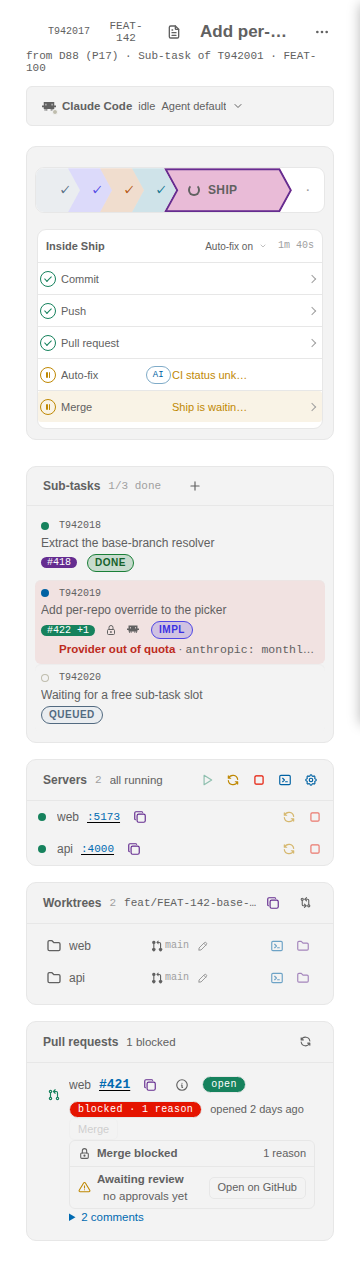 T942017 FEAT-142 Add per-… ···
from D88 (P17) · Sub-task of T942001 · FEAT-
100
Claude Code idle Agent default
✓ ✓ ✓ ✓ SHIP
Inside Ship Auto-fix on 1m 40s
Commit
Push
Pull request
Auto-fix AI CI status unk…
Merge Ship is waitin…
Sub-tasks 1/3 done +
T942018
Extract the base-branch resolver
#418 DONE
T942019
Add per-repo override to the picker
#422 +1 IMPL
Provider out of quota · anthropic: monthl…
T942020
Waiting for a free sub-task slot
QUEUED
Servers 2 all running
web :5173
api :4000
Worktrees 2 feat/FEAT-142-base-…
web main
api main
Pull requests 1 blocked
web #421 open
blocked · 1 reason opened 2 days ago
Merge
Merge blocked 1 reason
Awaiting review
no approvals yet Open on GitHub
2 comments